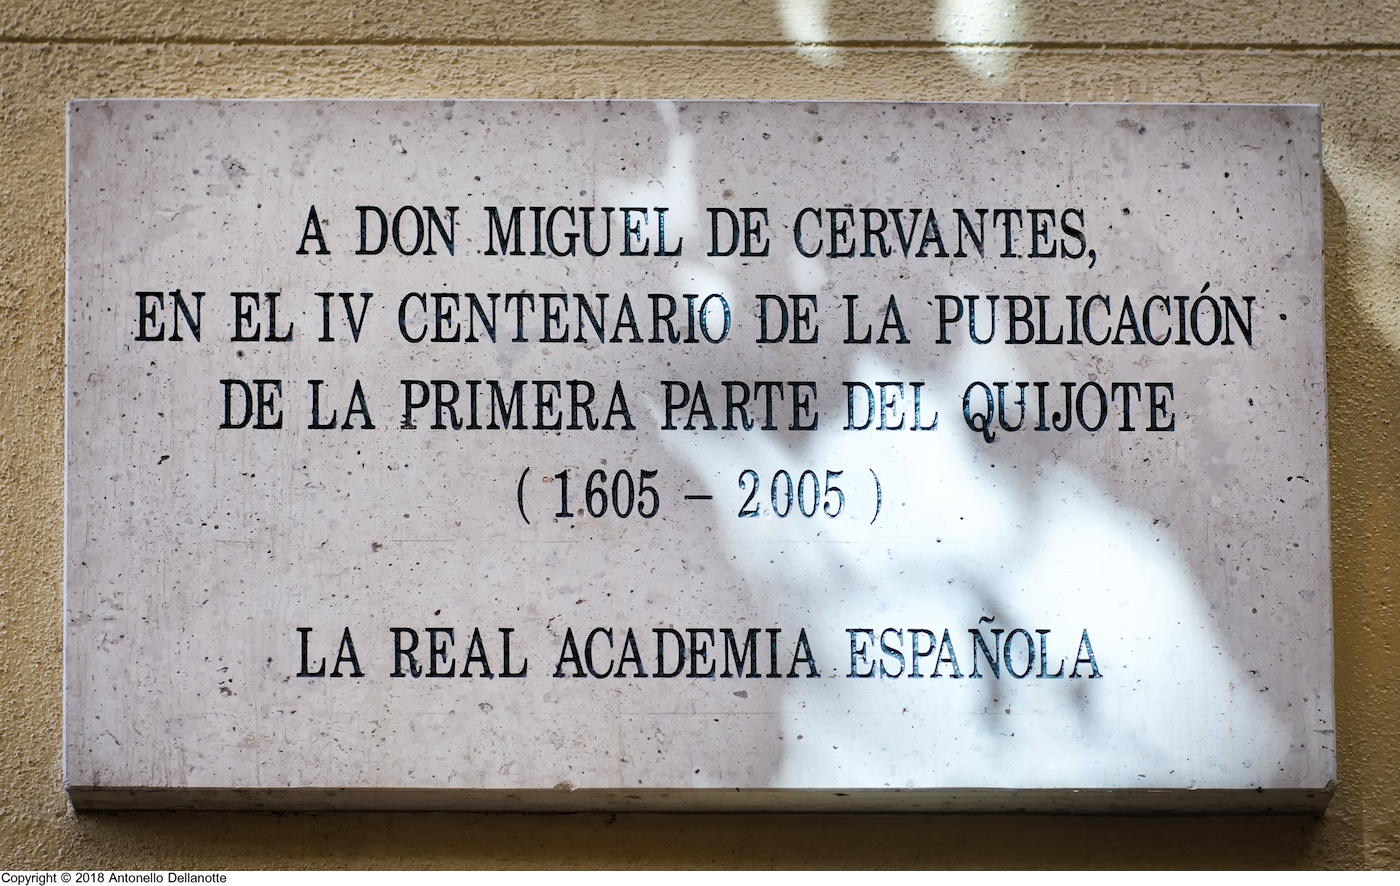 A DON MIGUEL DE CERVANTES,
EN EL IV CENTENARIO DE LA PUBLICACIÓN
DE LA PRIMERA PARTE DEL QUIJOTE
( 1605 – 2005 )
LA REAL ACADEMIA ESPAÑOLA
Copyright © 2018 Antonello Dellanotte